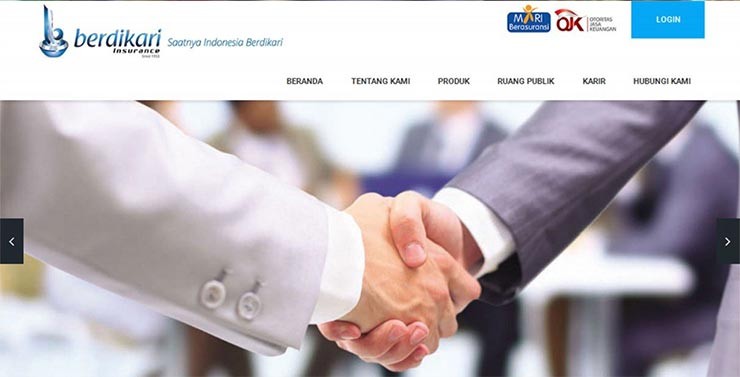 berdikari
insurance
Since 1953
Saatnya Indonesia Berdikari
MARI
Berasuransi
OJK
OTORITAS
JASA
KEUANGAN
LOGIN
BERANDA TENTANG KAMI PRODUK RUANG PUBLIK KARIR HUBUNGI KAMI